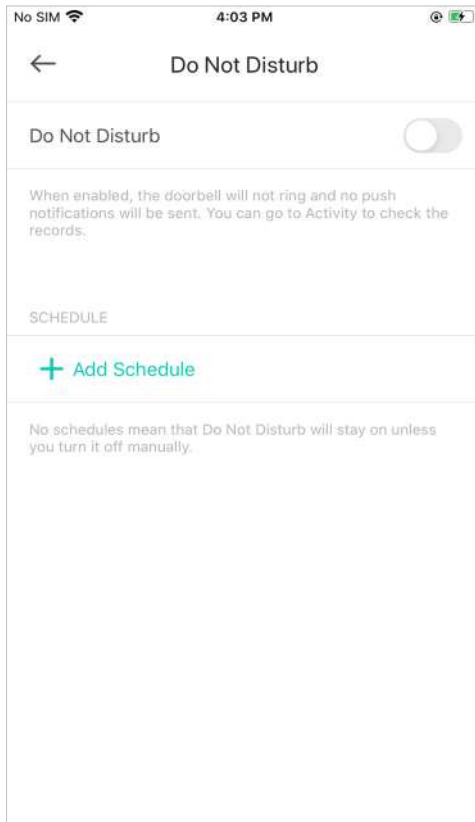 No SIM 4:03 PM
Do Not Disturb
Do Not Disturb
When enabled, the doorbell will not ring and no push
notifications will be sent. You can go to Activity to check the
records.
SCHEDULE
+ Add Schedule
No schedules mean that Do Not Disturb will stay on unless
you turn it off manually.